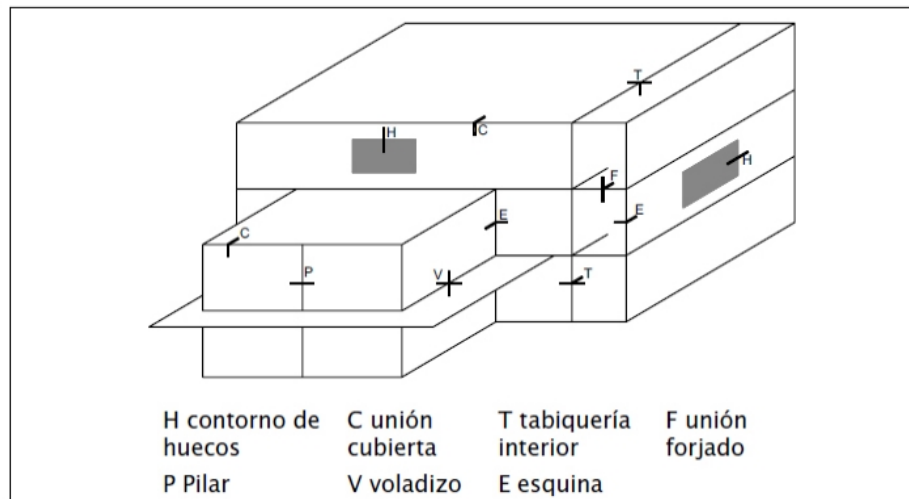 T
H
C
H
F
E
E
C
P
V
T
H contorno de huecos
C unión cubierta
T tabiquería interior
F unión forjado
P Pilar
V voladizo
E esquina